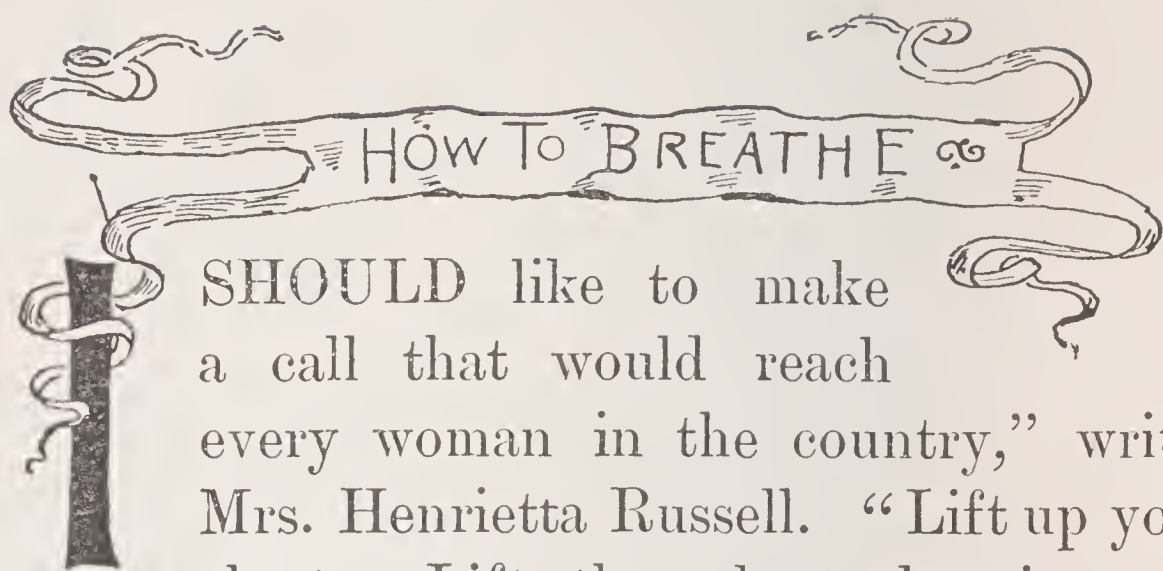 HOW TO BREATHE
I SHOULD like to make
a call that would reach
every woman in the country,” writ
Mrs. Henrietta Russell. “Lift up yo